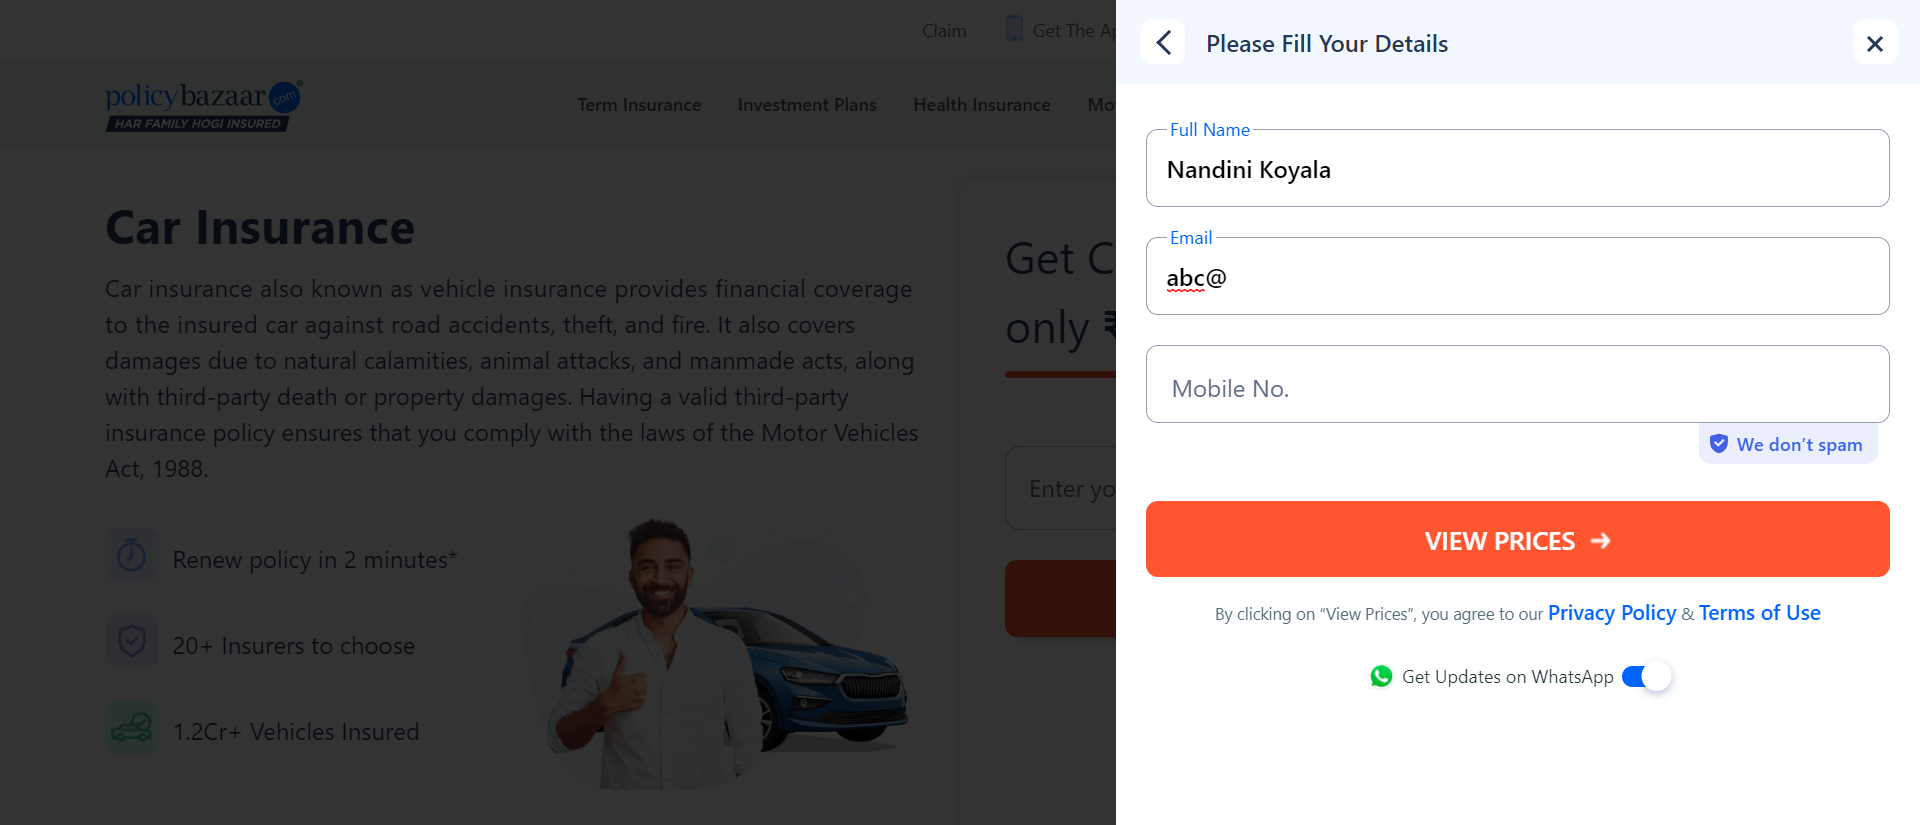 Claim
Get The Ap
policybazaar.com®
HAR FAMILY HOGI INSURED
Term Insurance
Investment Plans
Health Insurance
Mo
Car Insurance
Car insurance also known as vehicle insurance provides financial coverage
to the insured car against road accidents, theft, and fire. It also covers
damages due to natural calamities, animal attacks, and manmade acts, along
with third-party death or property damages. Having a valid third-party
insurance policy ensures that you comply with the laws of the Motor Vehicles
Act, 1988.
Renew policy in 2 minutes*
20+ Insurers to choose
1.2Cr+ Vehicles Insured
Get C
only ₹
Enter yo
Please Fill Your Details
Full Name
Nandini Koyala
Email
abc@
Mobile No.
We don’t spam
VIEW PRICES
By clicking on “View Prices”, you agree to our Privacy Policy & Terms of Use
Get Updates on WhatsApp